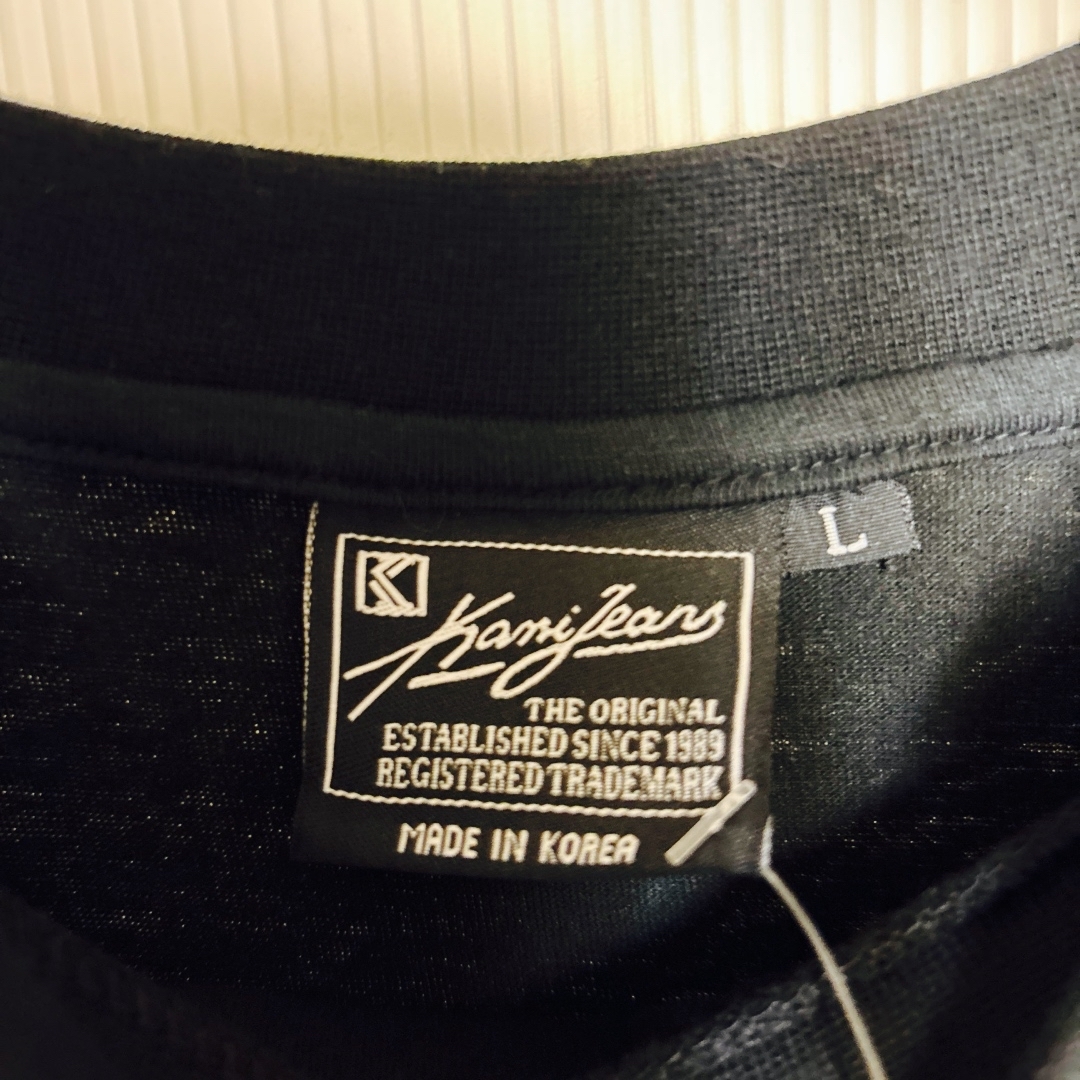 K
Kani Jeans
L
THE ORIGINAL
ESTABLISHED SINCE 1989
REGISTERED TRADEMARK
MADE IN KOREA